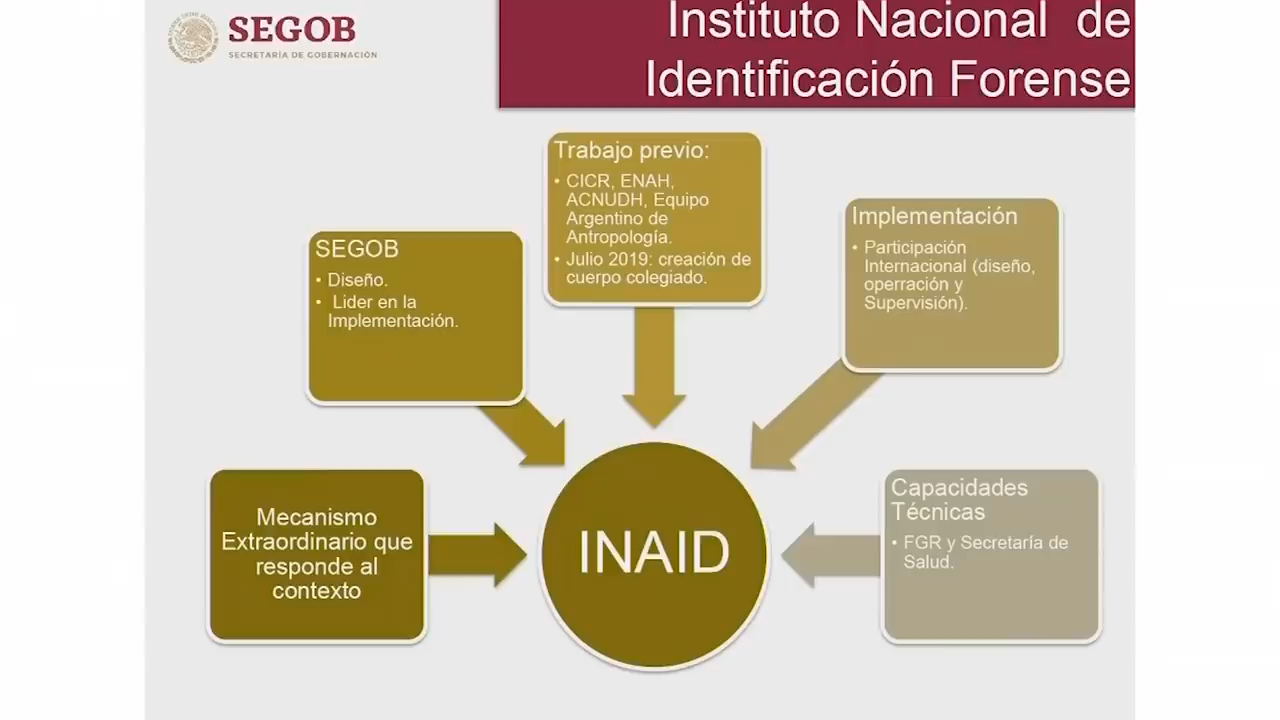 SEGOB
SECRETARÍA DE GOBERNACIÓN
Instituto Nacional de
Identificación Forense
Trabajo previo:
• CICR, ENAH,
ACNUDH, Equipo
Argentino de
Antropología.
• Julio 2019: creación de
cuerpo colegiado.
SEGOB
• Diseño.
• Lider en la
Implementación.
Implementación
• Participación
Internacional (diseño,
operración y
Supervisión).
Mecanismo
Extraordinario que
responde al
contexto
INAID
Capacidades
Técnicas
• FGR y Secretaría de
Salud.